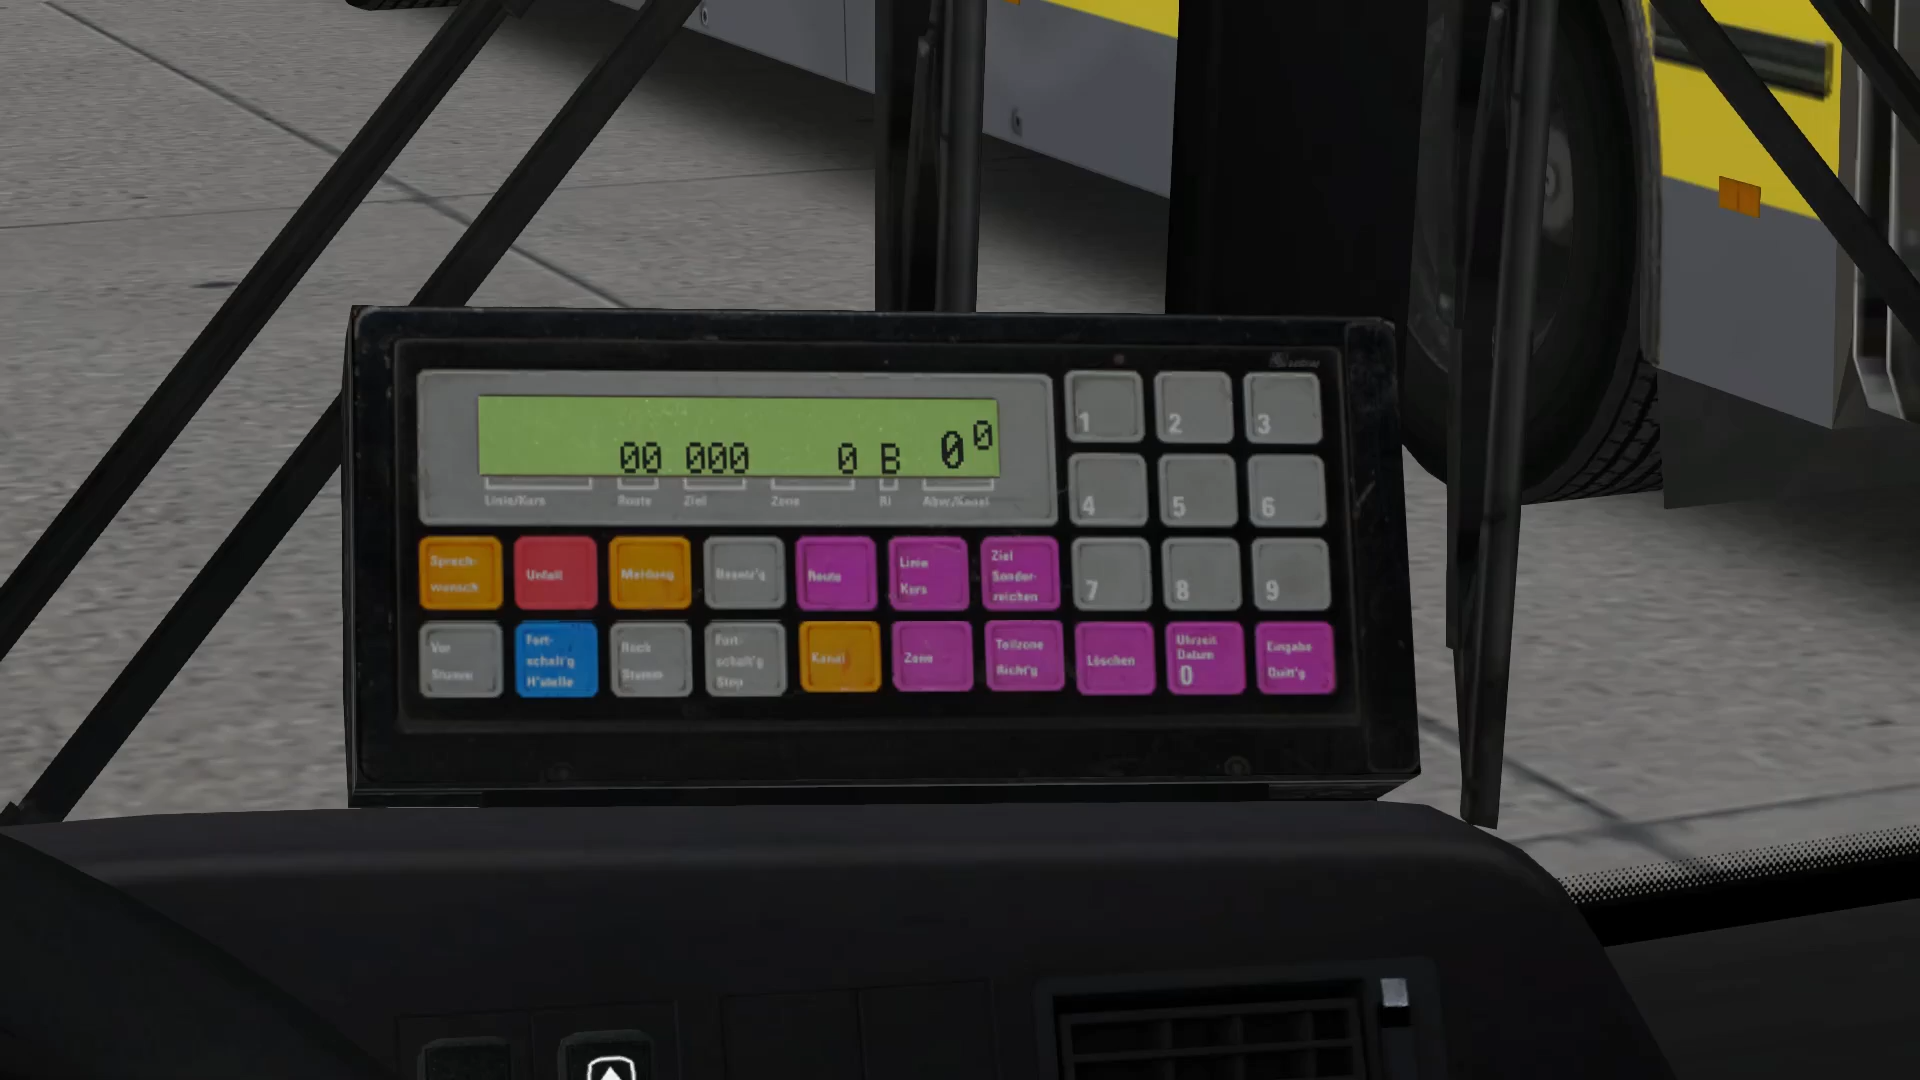 00 000 0 B 0 0
Linie/Kurs Route Ziel Zone Ri Abw./Kanal
1 2 3
4 5 6
Sprech-
wunsch
Unfall
Meldung
Route
Linie
Kurs
Ziel
Sonder-
zeichen
7 8 9
Vor
Stamm
Fort-
schalt'g
H'stelle
Rück
Stamm
Fort-
schalt'g
Stop
Kanal
Zone
Teilzone
Richt'g
Löschen
Uhrzeit
Datum
0
Eingabe
Quitt'g